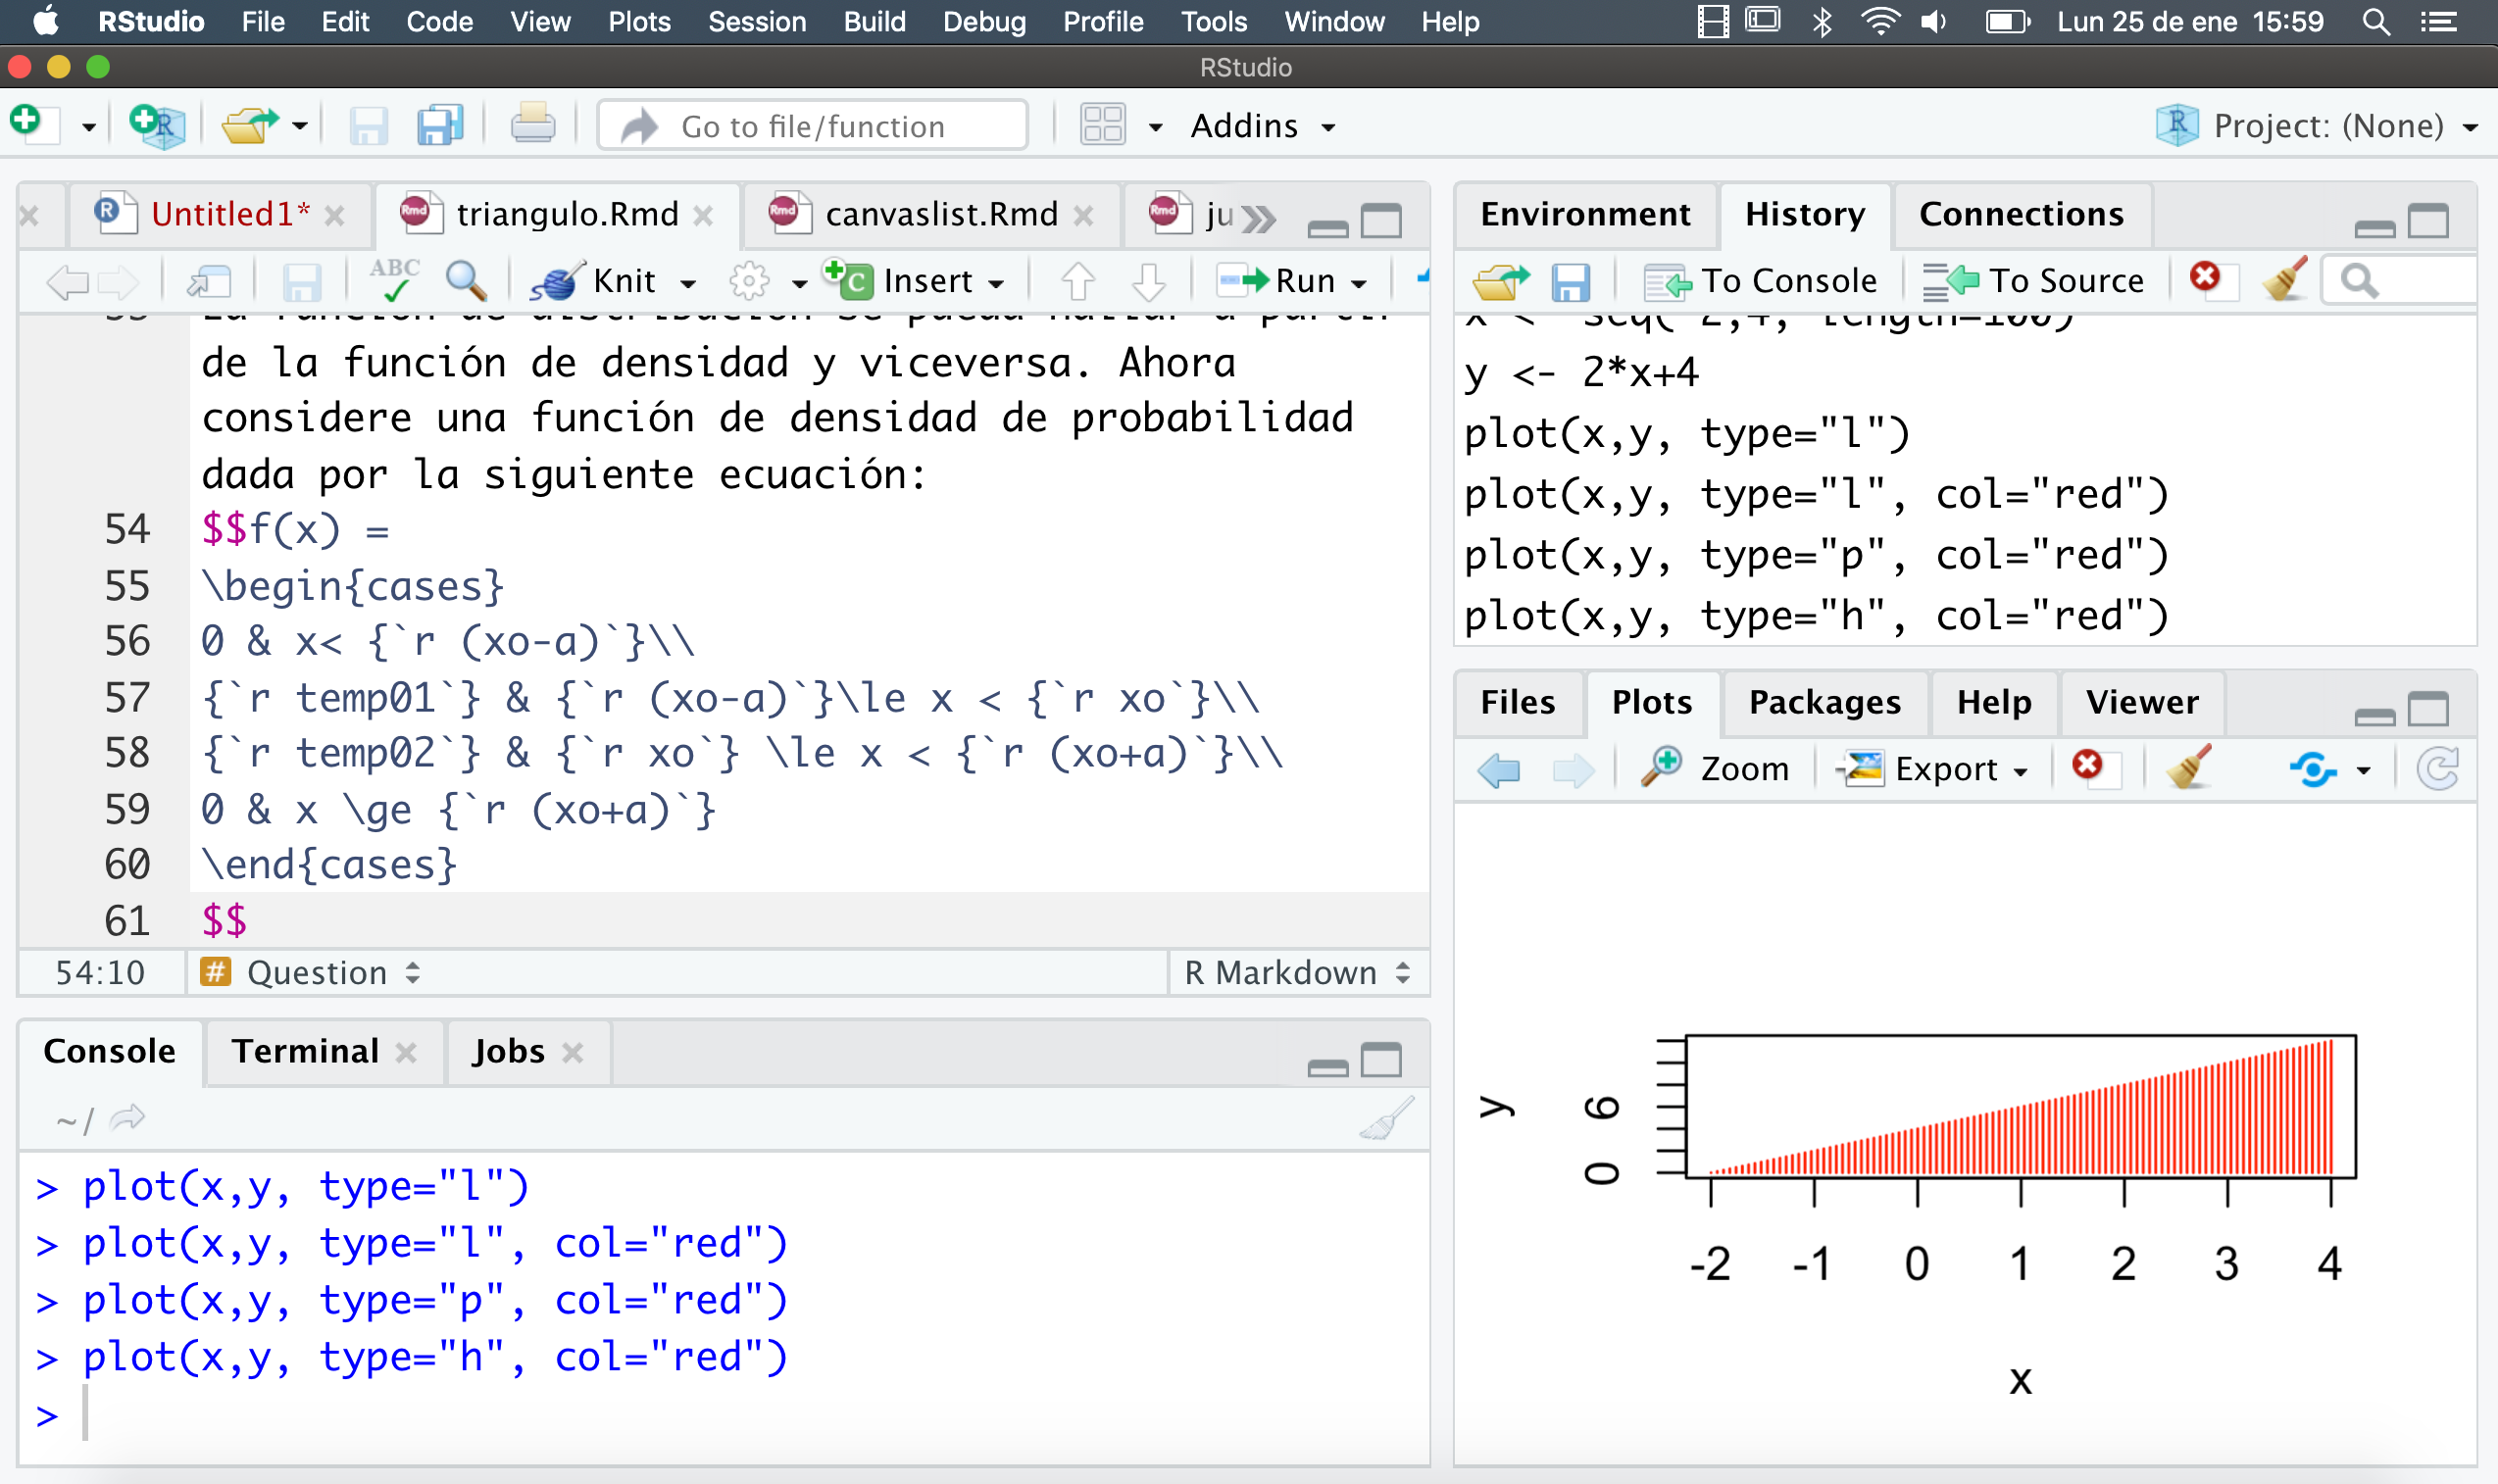 RStudio File Edit Code View Plots Session Build Debug Profile Tools Window Help Lun 25 de ene 15:59
RStudio
Go to file/function Addins Project: (None)
Untitled1* triangulo.Rmd canvaslist.Rmd ju
ABC Knit Insert Run
de la función de densidad y viceversa. Ahora
considere una función de densidad de probabilidad
dada por la siguiente ecuación:
54 $$f(x) =
55 \begin{cases}
56 0 & x< {`r (xo-a)`}\\
57 {`r temp01`} & {`r (xo-a)`}\le x < {`r xo`}\\
58 {`r temp02`} & {`r xo`} \le x < {`r (xo+a)`}\\
59 0 & x \ge {`r (xo+a)`}
60 \end{cases}
61 $$
54:10 # Question R Markdown
Console Terminal Jobs
~/
> plot(x,y, type="l")
> plot(x,y, type="l", col="red")
> plot(x,y, type="p", col="red")
> plot(x,y, type="h", col="red")
>
Environment History Connections
To Console To Source
y <- 2*x+4
plot(x,y, type="l")
plot(x,y, type="l", col="red")
plot(x,y, type="p", col="red")
plot(x,y, type="h", col="red")
Files Plots Packages Help Viewer
Zoom Export
y
6
0
-2 -1 0 1 2 3 4
x